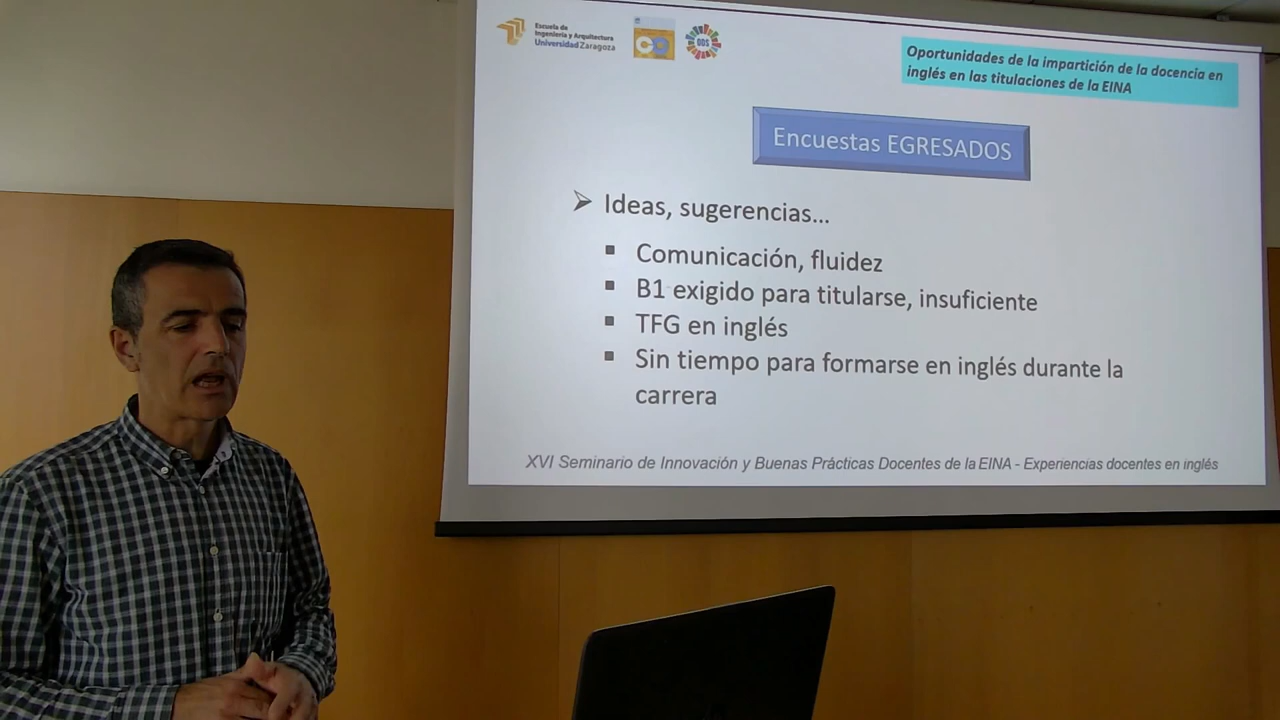 Escuela de
Ingeniería y Arquitectura
Universidad Zaragoza
ODS
Oportunidades de la impartición de la docencia en
inglés en las titulaciones de la EINA
Encuestas EGRESADOS
Ideas, sugerencias...
Comunicación, fluidez
B1 exigido para titularse, insuficiente
TFG en inglés
Sin tiempo para formarse en inglés durante la
carrera
XVI Seminario de Innovación y Buenas Prácticas Docentes de la EINA - Experiencias docentes en inglés